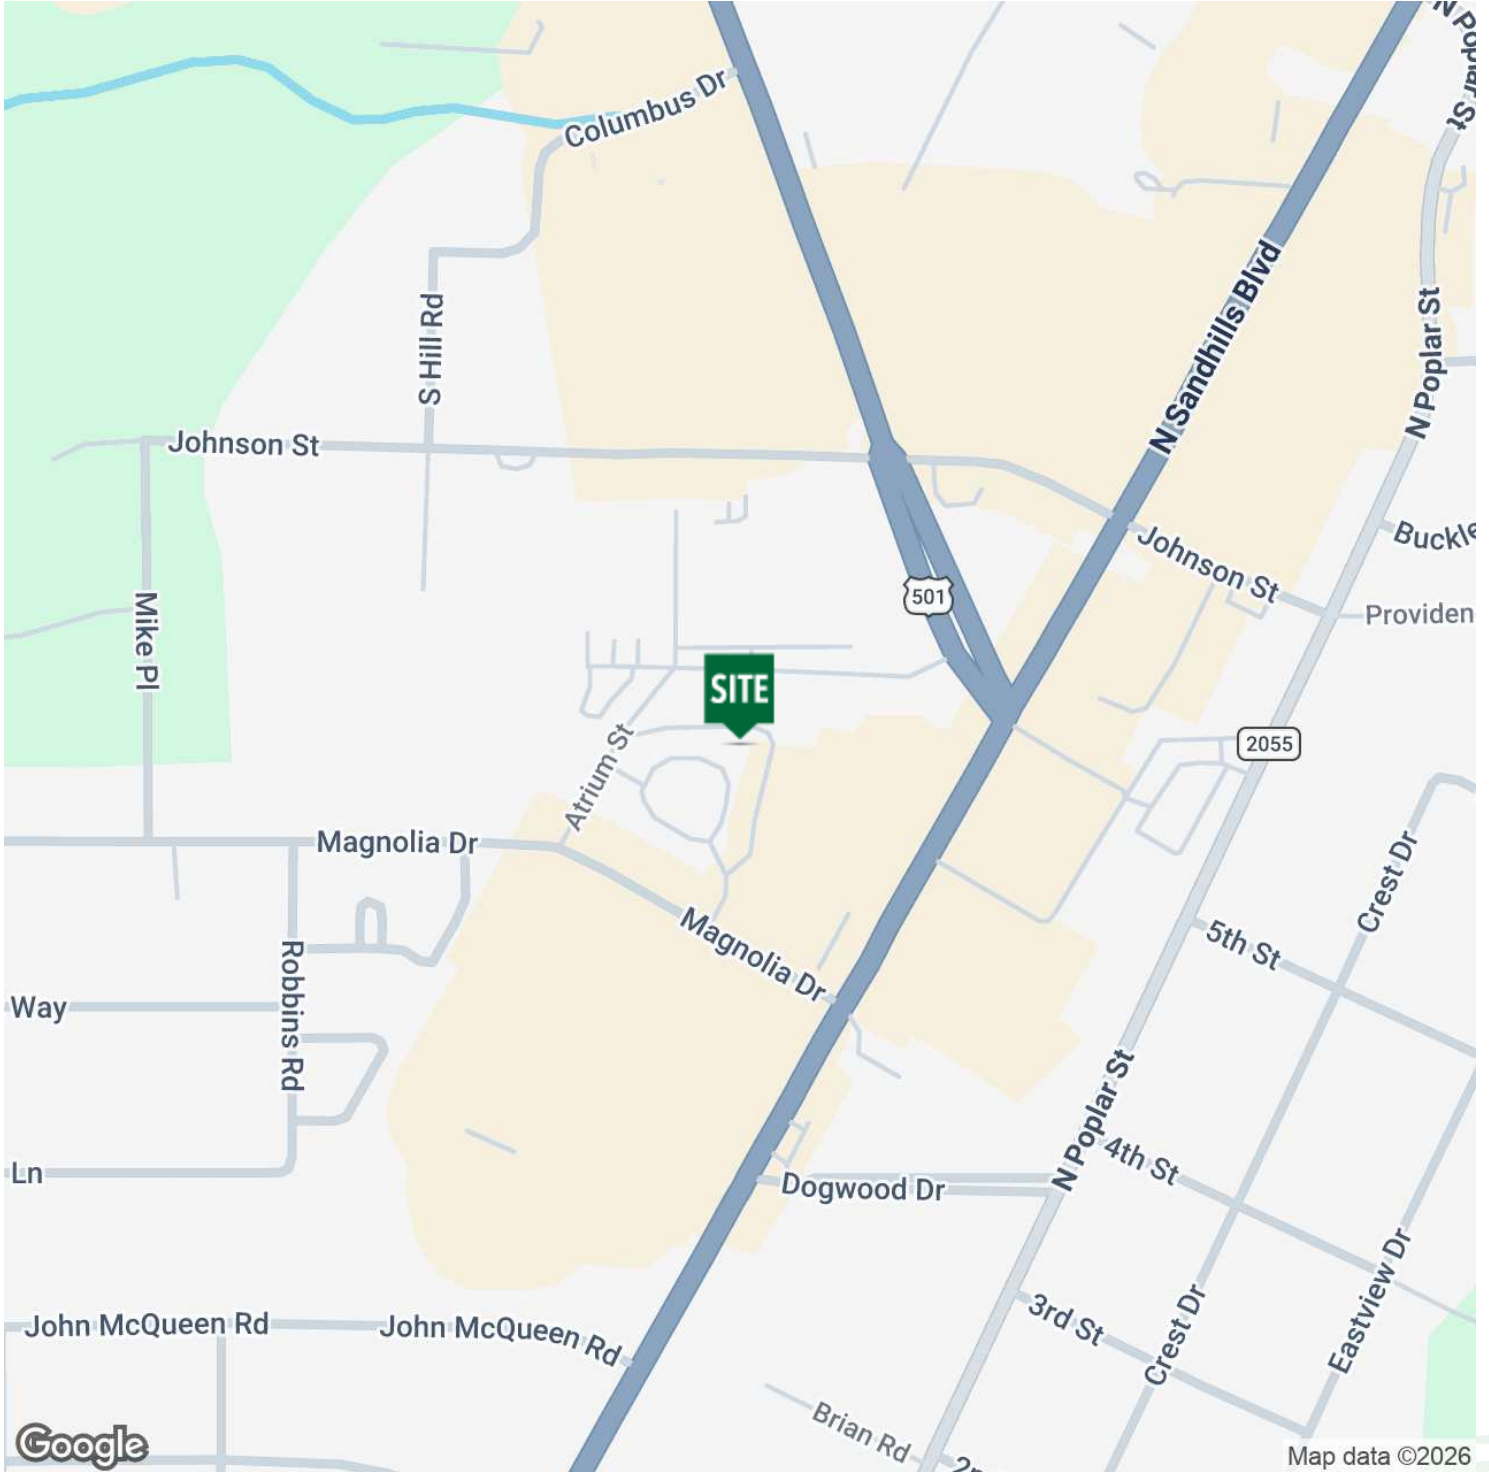 N Poplar St
Columbus Dr
N Sandhills Blvd
S Hill Rd
N Poplar St
Johnson St
Johnson St
501
Mike Pl
Providen
SITE
Atrium St
2055
Magnolia Dr
Crest Dr
Magnolia Dr
5th St
Way
Robbins Rd
N Poplar St
4th St
Ln
Dogwood Dr
Eastview Dr
John McQueen Rd
John McQueen Rd
3rd St
Crest Dr
Brian Rd
Google
Map data ©2026